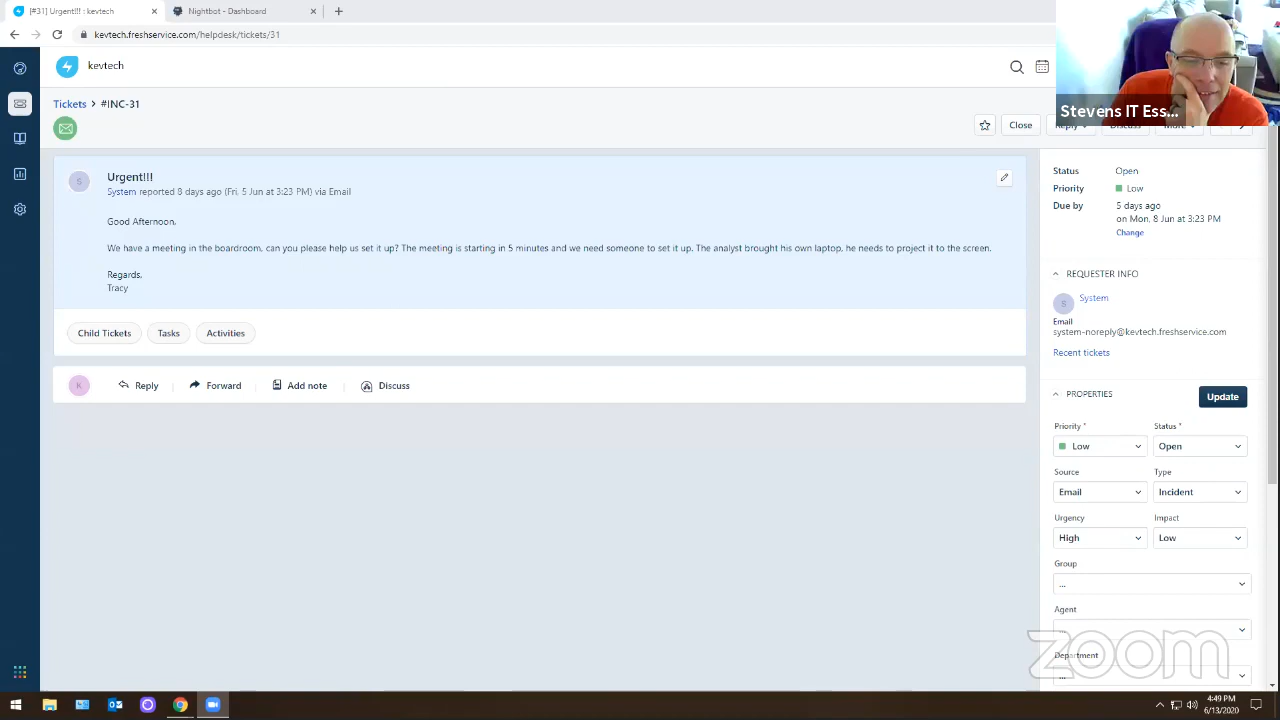 [#31] Urgent!!! : kevtech
Nightbot - Dashboard
kevtech.freshservice.com/helpdesk/tickets/31
kevtech
Stevens IT Ess...
Tickets > #INC-31
Close
Reply
Discuss
More
Urgent!!!
System reported 8 days ago (Fri, 5 Jun at 3:23 PM) via Email
Good Afternoon,
We have a meeting in the boardroom, can you please help us set it up? The meeting is starting in 5 minutes and we need someone to set it up. The analyst brought his own laptop, he needs to project it to the screen.
Regards,
Tracy
Child Tickets
Tasks
Activities
K
Reply
Forward
Add note
Discuss
Status Open
Priority Low
Due by 5 days ago
on Mon, 8 Jun at 3:23 PM
Change
REQUESTER INFO
S
System
Email
system-noreply@kevtech.freshservice.com
Recent tickets
PROPERTIES
Update
Priority * Status *
Low Open
Source Type
Email Incident
Urgency Impact
High Low
Group
...
Agent
...
Department
...
zoom
4:49 PM
6/13/2020